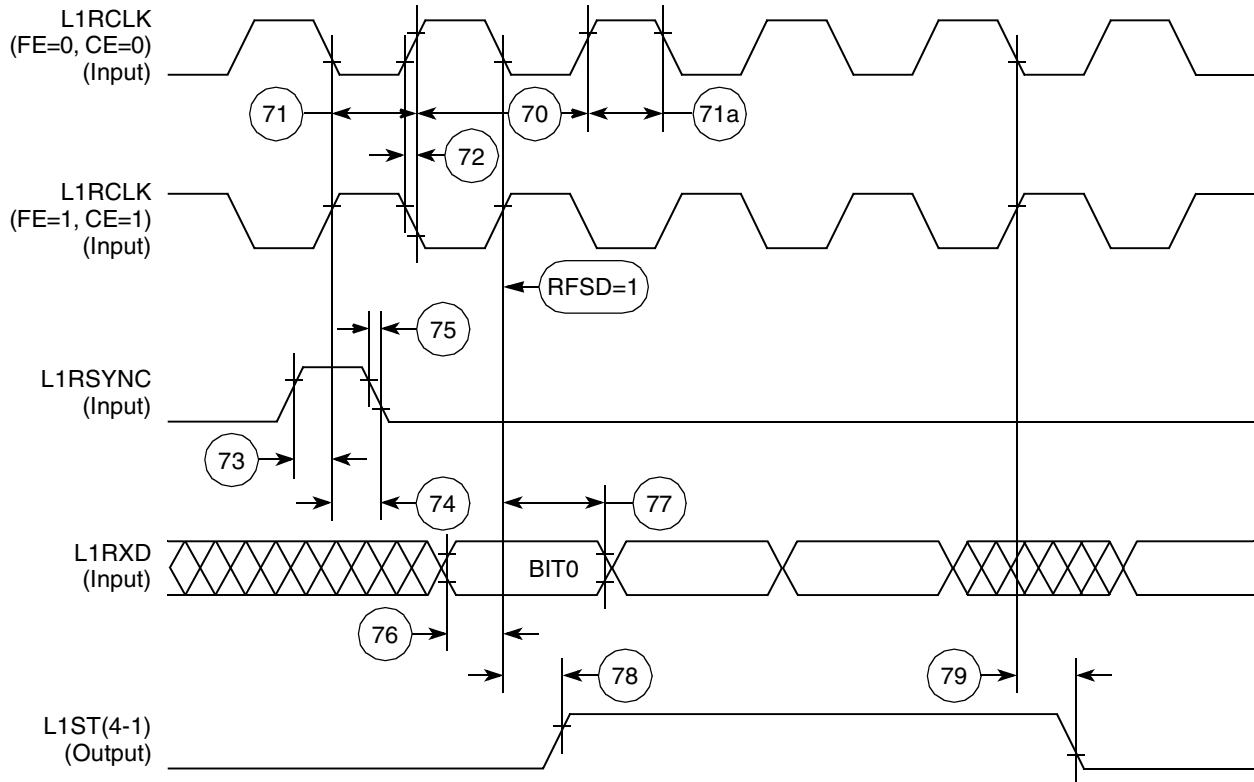 L1RCLK
(FE=0, CE=0)
(Input)
71
70
71a
72
L1RCLK
(FE=1, CE=1)
(Input)
RFSD=1
75
L1RSYNC
(Input)
73
74
77
L1RXD
(Input)
BIT0
76
78
79
L1ST(4-1)
(Output)